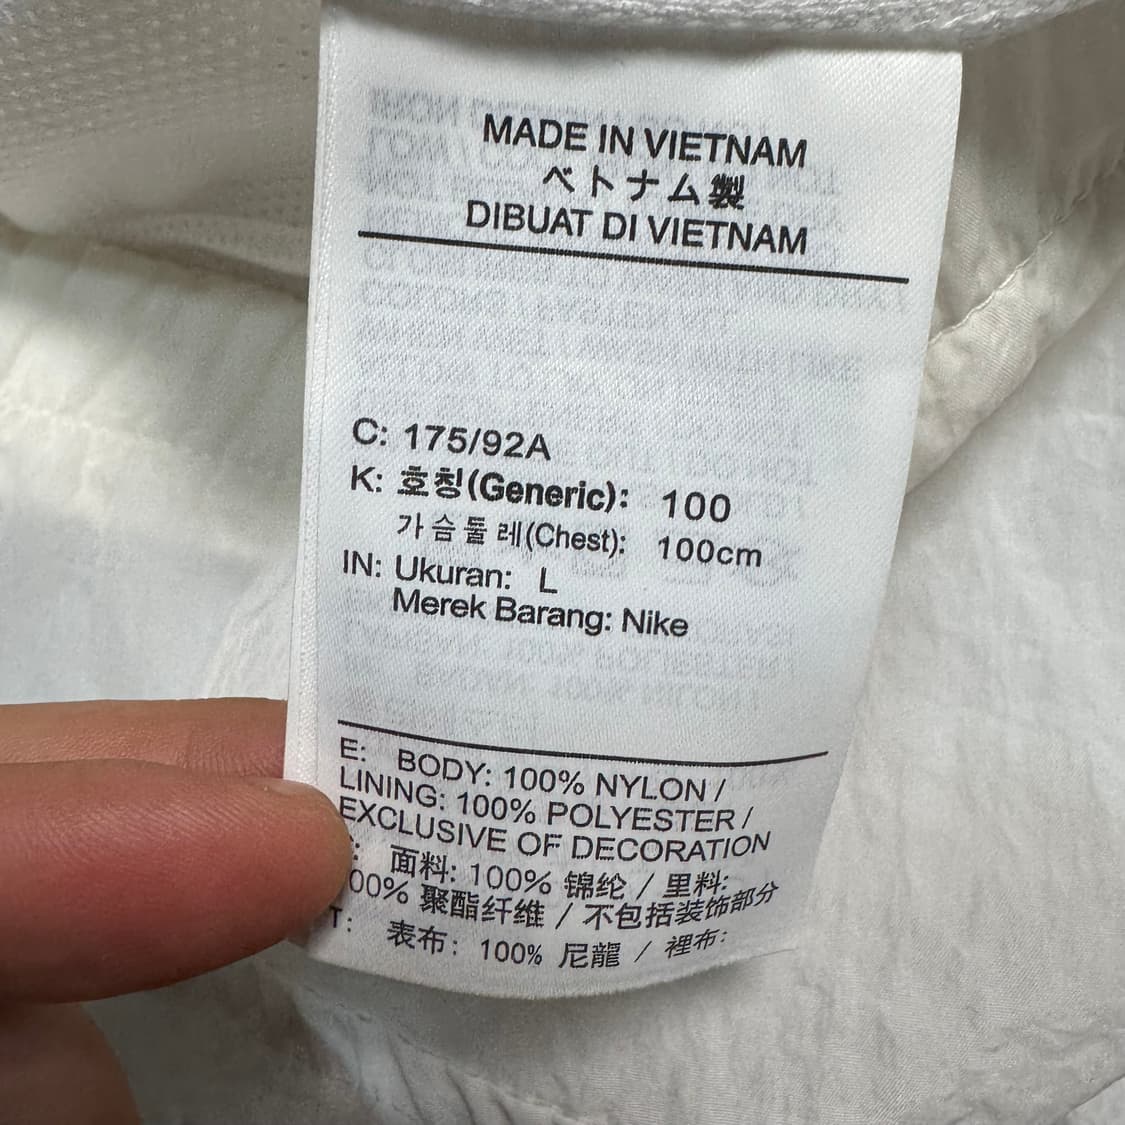 MADE IN VIETNAM
ベトナム製
DIBUAT DI VIETNAM
C: 175/92A
K: 호칭(Generic): 100
가슴둘레(Chest): 100cm
IN: Ukuran: L
Merek Barang: Nike
E: BODY: 100% NYLON /
LINING: 100% POLYESTER /
EXCLUSIVE OF DECORATION
: 面料: 100% 锦纶 / 里料:
00% 聚酯纤维 / 不包括装饰部分
T: 表布: 100% 尼龍 / 裡布: